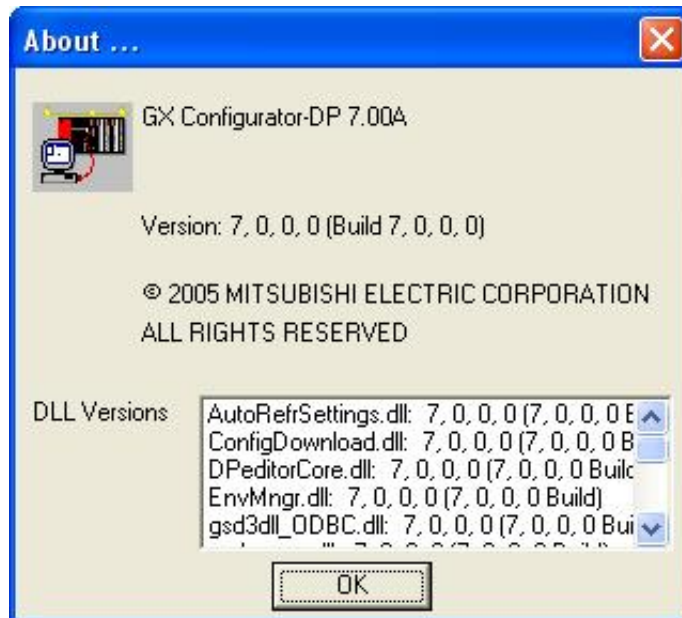 About ...
GX Configurator-DP 7.00A
Version: 7, 0, 0, 0 (Build 7, 0, 0, 0)
© 2005 MITSUBISHI ELECTRIC CORPORATION
ALL RIGHTS RESERVED
DLL Versions
AutoRefrSettings.dll: 7, 0, 0, 0 (7, 0, 0, 0 B
ConfigDownload.dll: 7, 0, 0, 0 (7, 0, 0, 0 B
DPeditorCore.dll: 7, 0, 0, 0 (7, 0, 0, 0 Build
EnvMngr.dll: 7, 0, 0, 0 (7, 0, 0, 0 Build)
gsd3dll_ODBC.dll: 7, 0, 0, 0 (7, 0, 0, 0 Bui
OK